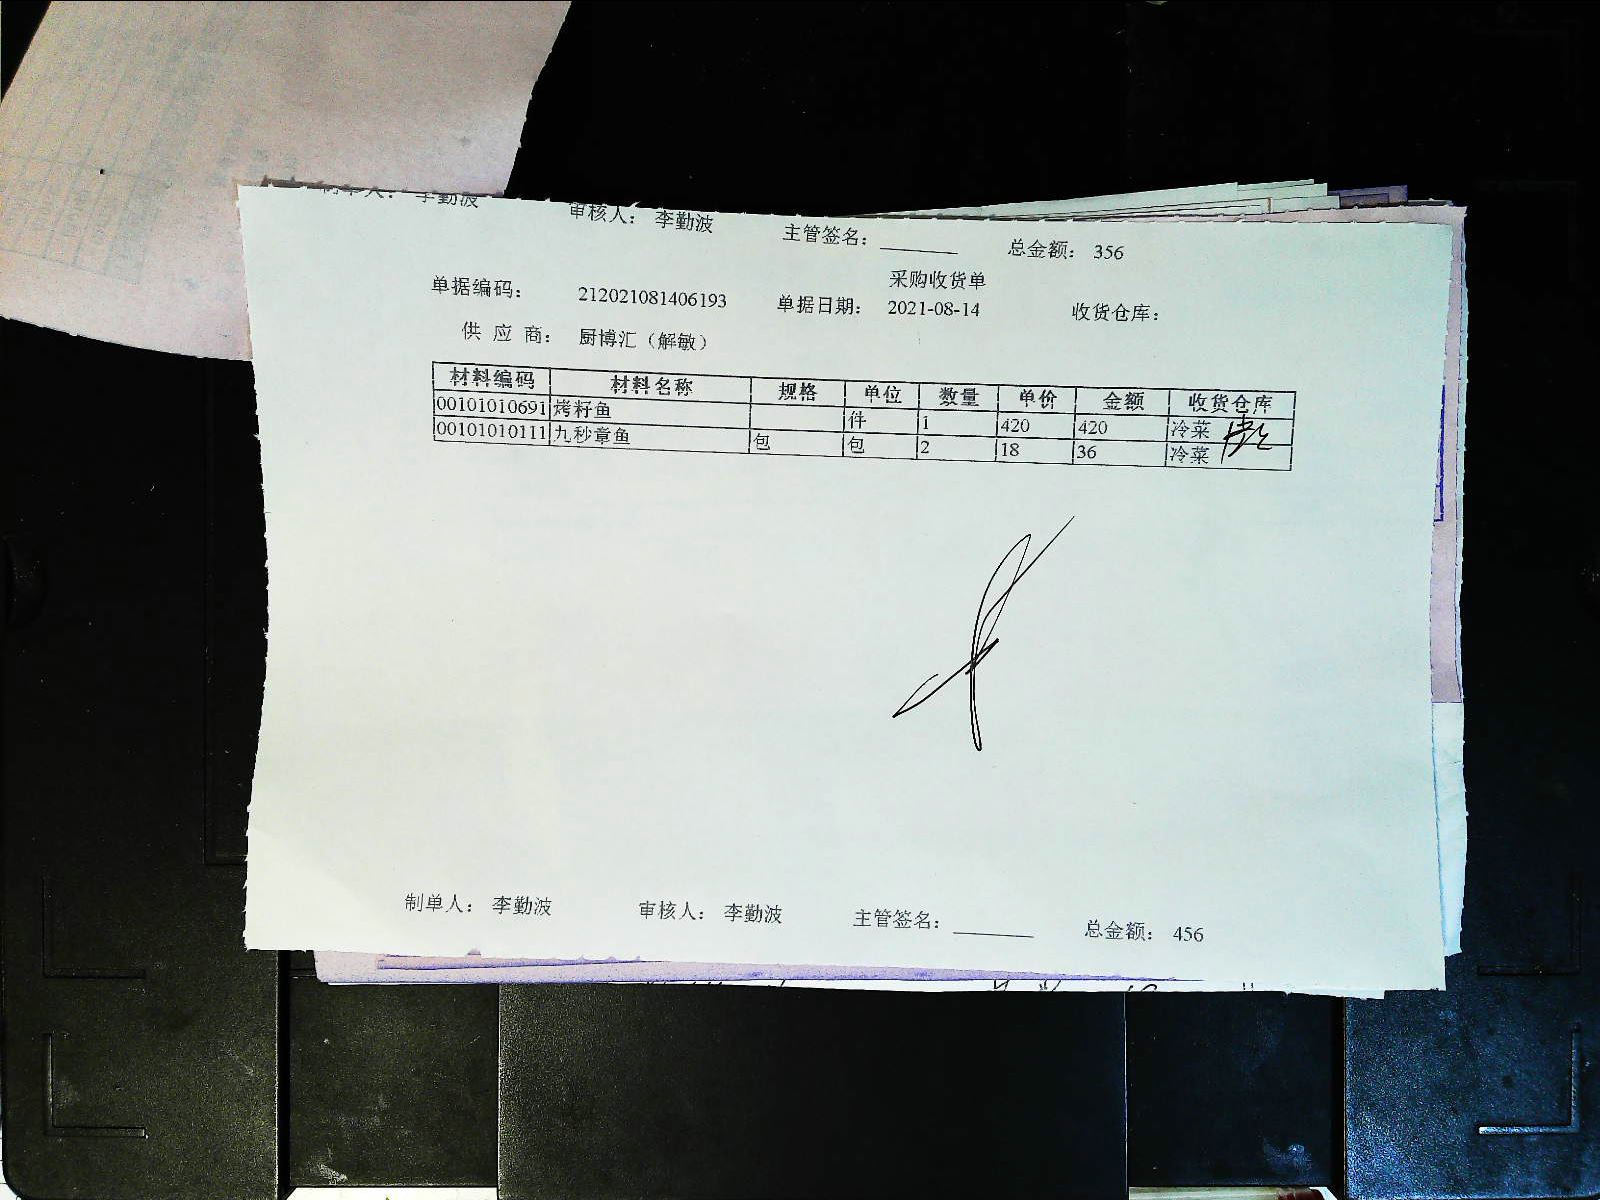 制单人： 李勤波 审核人： 李勤波 主管签名： 总金额： 356
采购收货单
单据编码： 212021081406193 单据日期： 2021-08-14 收货仓库：
供 应 商： 厨博汇（解敏）
材料编码 材料名称 规格 单位 数量 单价 金额 收货仓库
00101010691 烤籽鱼 件 1 420 420 冷菜
00101010111 九秒章鱼 包 包 2 18 36 冷菜
制单人： 李勤波 审核人： 李勤波 主管签名： 总金额： 456